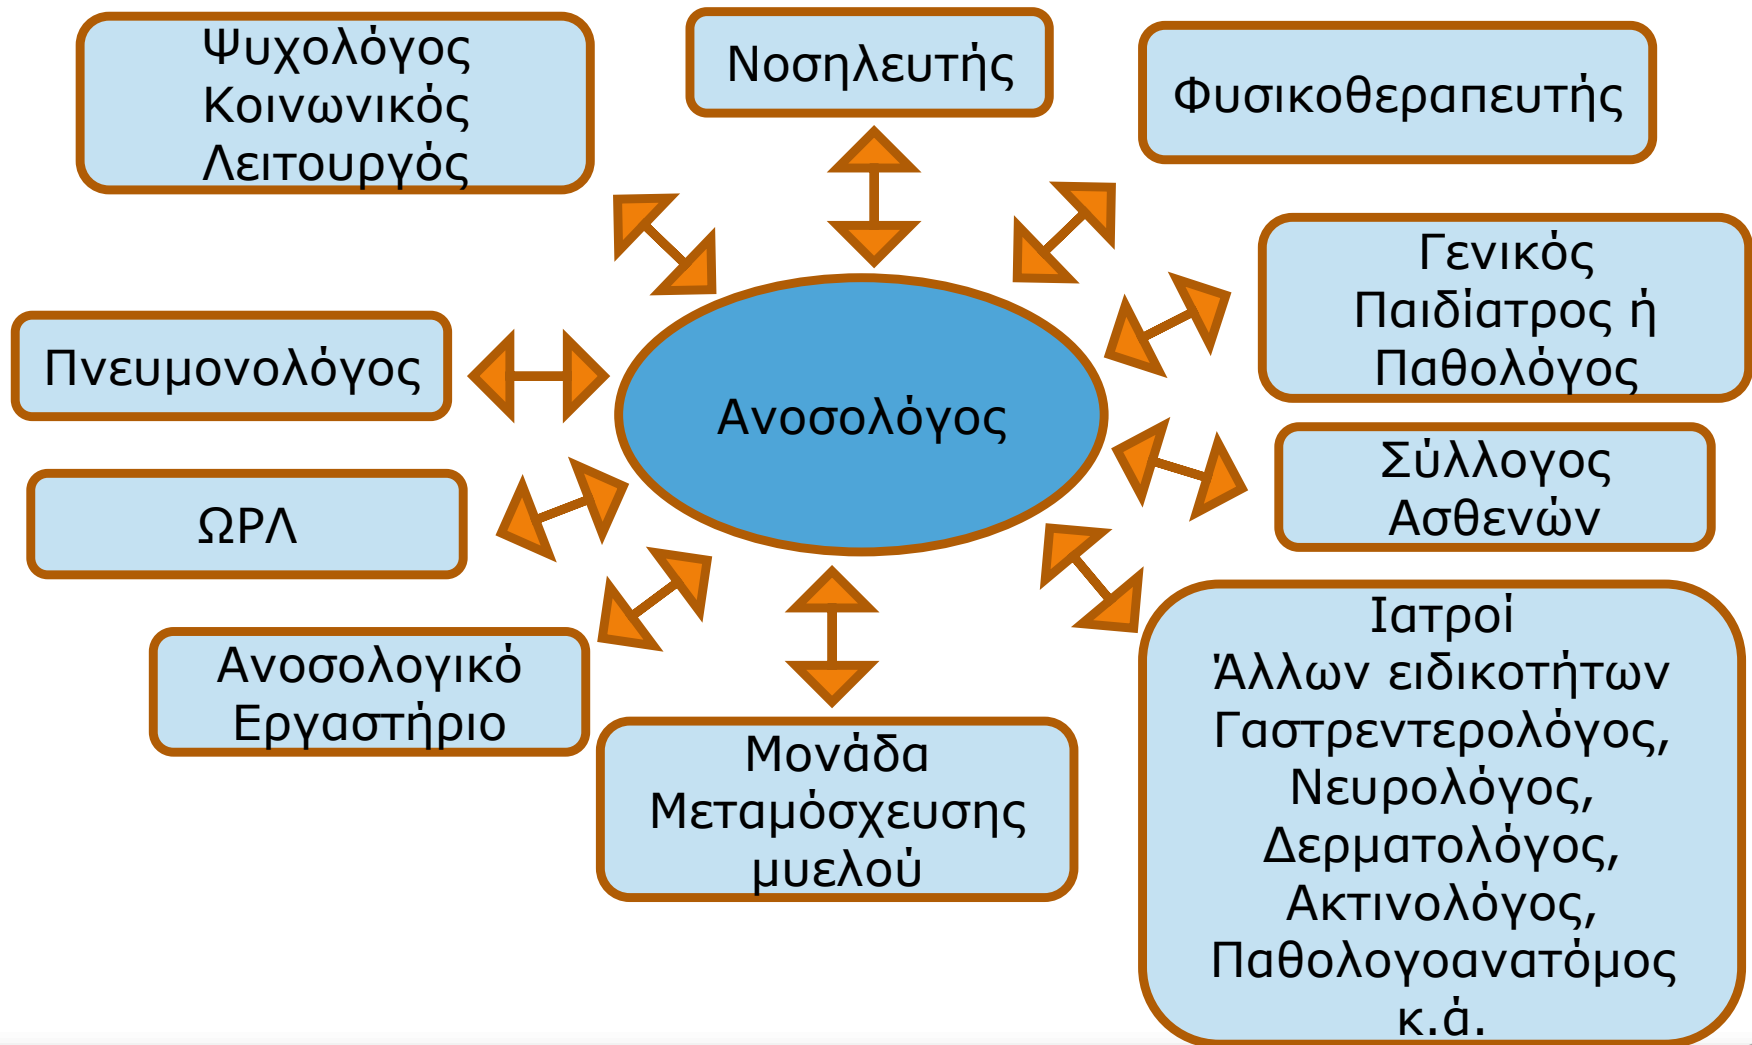 Ψυχολόγος
Κοινωνικός
Λειτουργός
Νοσηλευτής
Φυσικοθεραπευτής
Γενικός
Παιδίατρος ή
Παθολόγος
Πνευμονολόγος
Ανοσολόγος
Σύλλογος
Ασθενών
ΩΡΛ
Ανοσολογικό
Εργαστήριο
Μονάδα
Μεταμόσχευσης
μυελού
Ιατροί
Άλλων ειδικοτήτων
Γαστρεντερολόγος,
Νευρολόγος,
Δερματολόγος,
Ακτινολόγος,
Παθολογοανατόμος
κ.ά.